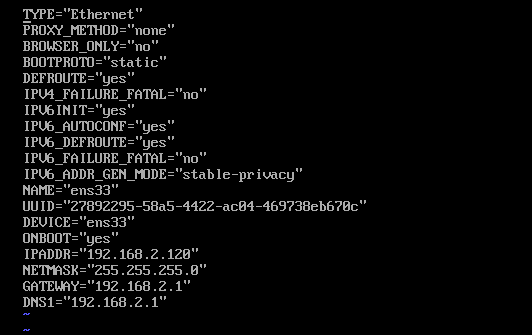 TYPE="Ethernet"
PROXY_METHOD="none"
BROWSER_ONLY="no"
BOOTPROTO="static"
DEFROUTE="yes"
IPV4_FAILURE_FATAL="no"
IPV6INIT="yes"
IPV6_AUTOCONF="yes"
IPV6_DEFROUTE="yes"
IPV6_FAILURE_FATAL="no"
IPV6_ADDR_GEN_MODE="stable-privacy"
NAME="ens33"
UUID="27892295-58a5-4422-ac04-469738eb670c"
DEVICE="ens33"
ONBOOT="yes"
IPADDR="192.168.2.120"
NETMASK="255.255.255.0"
GATEWAY="192.168.2.1"
DNS1="192.168.2.1"
~
~